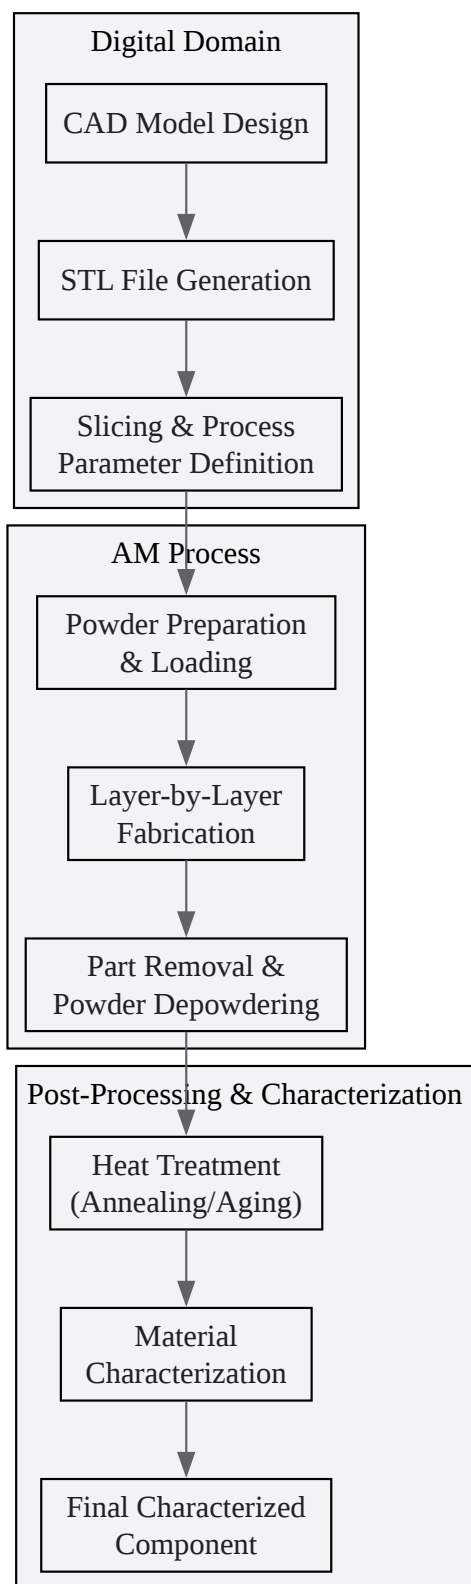 Digital Domain
CAD Model Design
STL File Generation
Slicing & Process
Parameter Definition
AM Process
Powder Preparation
& Loading
Layer-by-Layer
Fabrication
Part Removal &
Powder Depowdering
Post-Processing & Characterization
Heat Treatment
(Annealing/Aging)
Material
Characterization
Final Characterized
Component